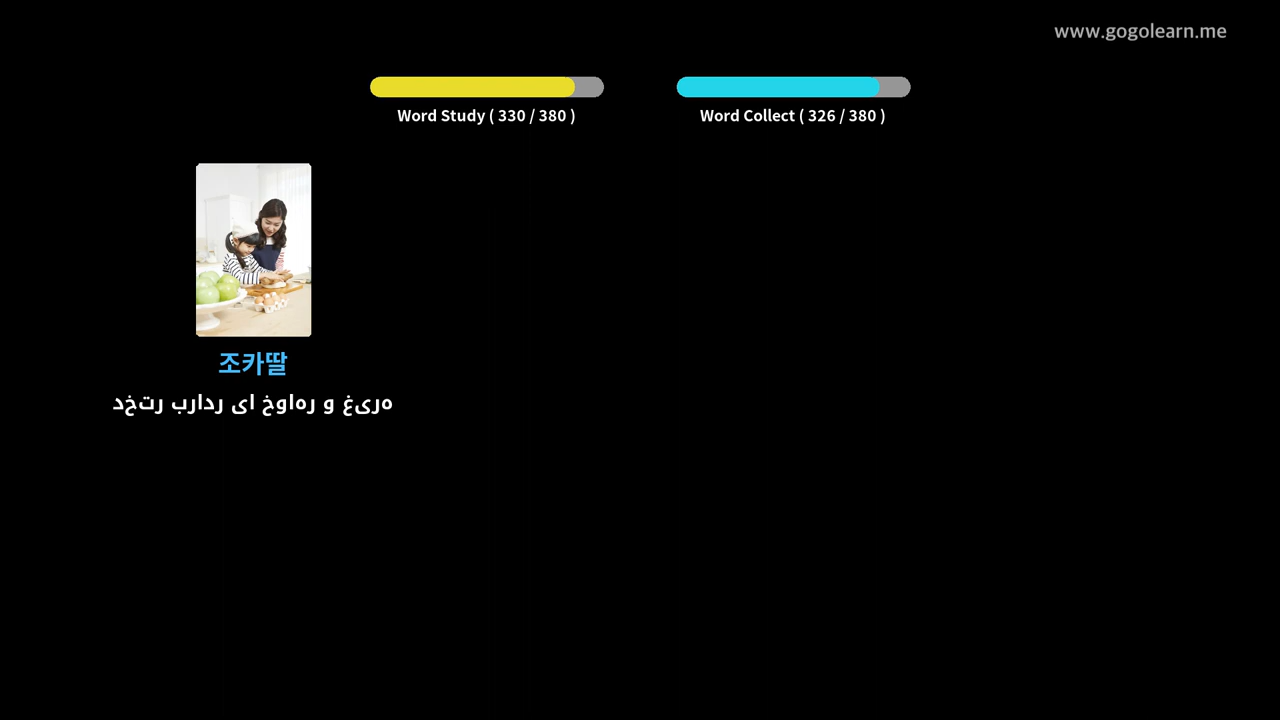 www.gogolearn.me
Word Study ( 330 / 380 )
Word Collect ( 326 / 380 )
조카딸
هریغ و رهاوخ ای ردارب رتخد